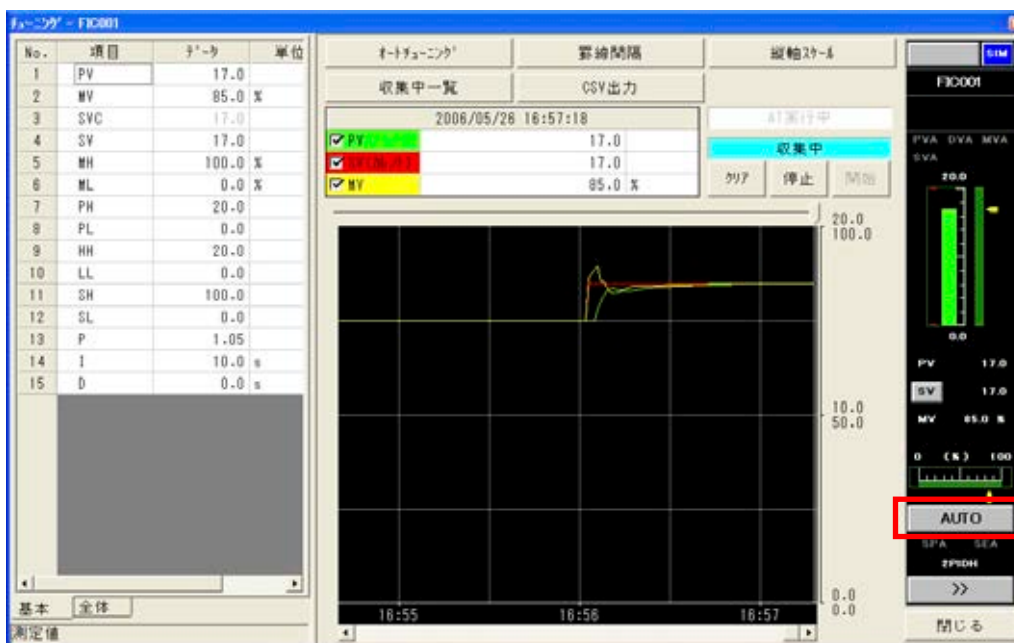 チューニング - FIC001
No. 項目 データ 単位
1 PV 17.0
2 MV 85.0 %
3 SVC 17.0
4 SV 17.0
5 MH 100.0 %
6 ML 0.0 %
7 PH 20.0
8 PL 0.0
9 HH 20.0
10 LL 0.0
11 SH 100.0
12 SL 0.0
13 P 1.05
14 I 10.0 s
15 D 0.0 s
基本 全体
測定値
オートチューニング 罫線間隔 縦軸スケール
収集中一覧 CSV出力
2006/05/26 16:57:18
PV 17.0
17.0
MV 85.0 %
AT実行中
収集中
クリア 停止 開始
20.0
100.0
10.0
50.0
0.0
0.0
16:55 16:56 16:57
SIM
FIC001
PVA DVA MVA
SVA
20.0
0.0
PV 17.0
SV 17.0
MV 85.0 %
0 (%) 100
AUTO
SPA SEA
2PIDH
>>
閉じる